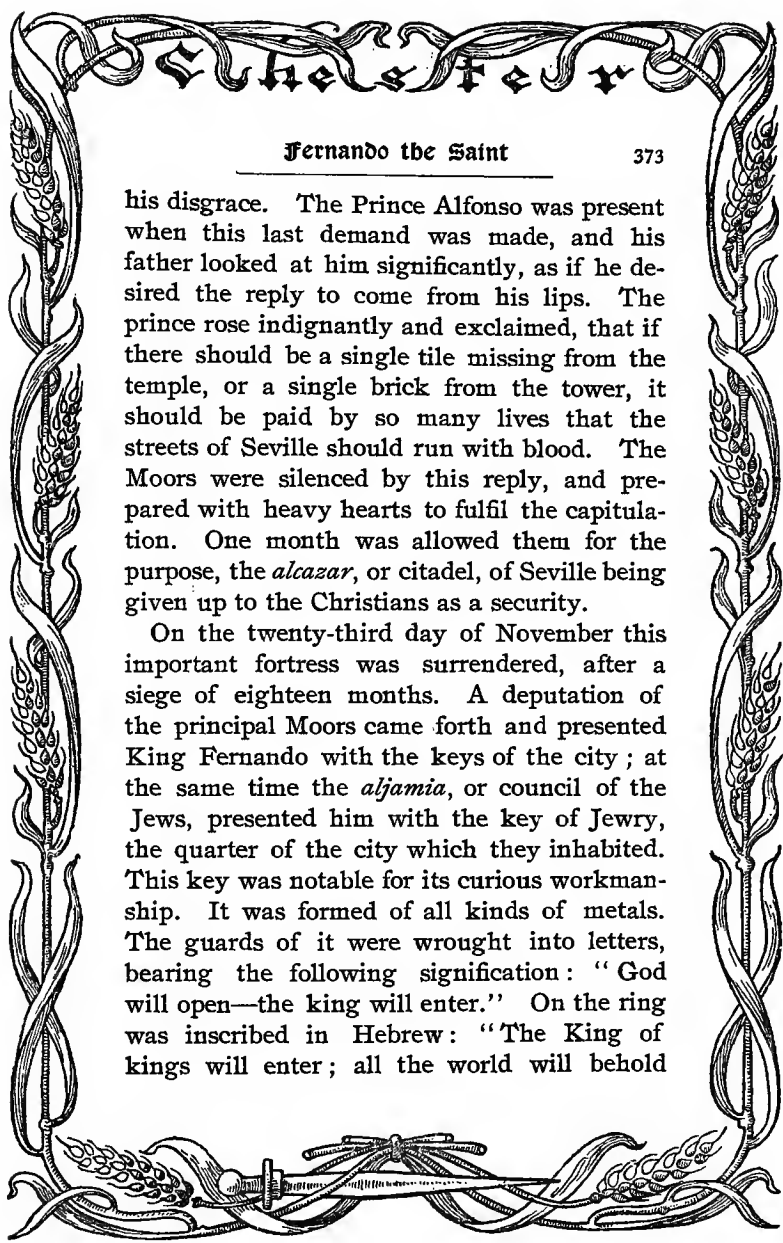 Shester
Fernando the Saint 373
his disgrace. The Prince Alfonso was present
when this last demand was made, and his
father looked at him significantly, as if he de-
sired the reply to come from his lips. The
prince rose indignantly and exclaimed, that if
there should be a single tile missing from the
temple, or a single brick from the tower, it
should be paid by so many lives that the
streets of Seville should run with blood. The
Moors were silenced by this reply, and pre-
pared with heavy hearts to fulfil the capitula-
tion. One month was allowed them for the
purpose, the alcazar, or citadel, of Seville being
given up to the Christians as a security.
On the twenty-third day of November this
important fortress was surrendered, after a
siege of eighteen months. A deputation of
the principal Moors came forth and presented
King Fernando with the keys of the city; at
the same time the aljamia, or council of the
Jews, presented him with the key of Jewry,
the quarter of the city which they inhabited.
This key was notable for its curious workman-
ship. It was formed of all kinds of metals.
The guards of it were wrought into letters,
bearing the following signification: "God
will open—the king will enter." On the ring
was inscribed in Hebrew: "The King of
kings will enter; all the world will behold